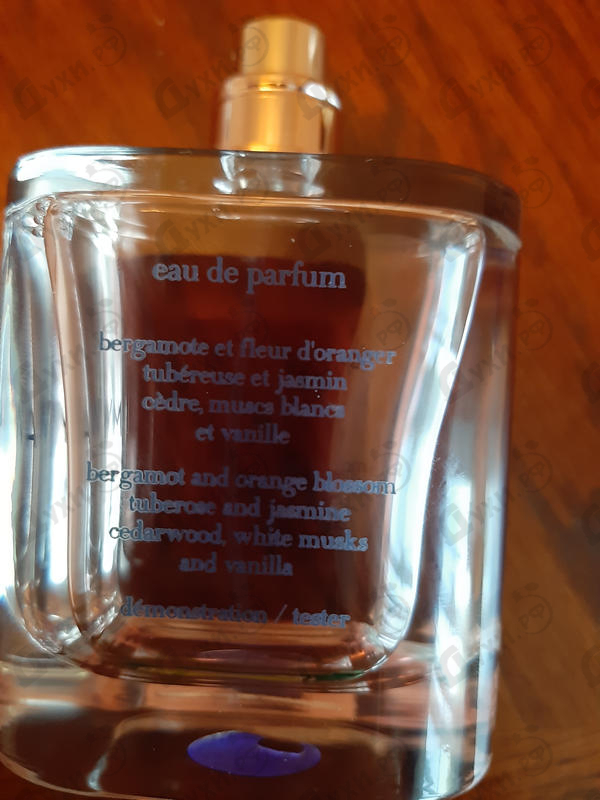 eau de parfum
bergamote et fleur d'oranger
tubéreuse et jasmin
cèdre, muscs blancs
et vanille
bergamot and orange blossom
tuberose and jasmine
cedarwood, white musks
and vanilla
démonstration / tester